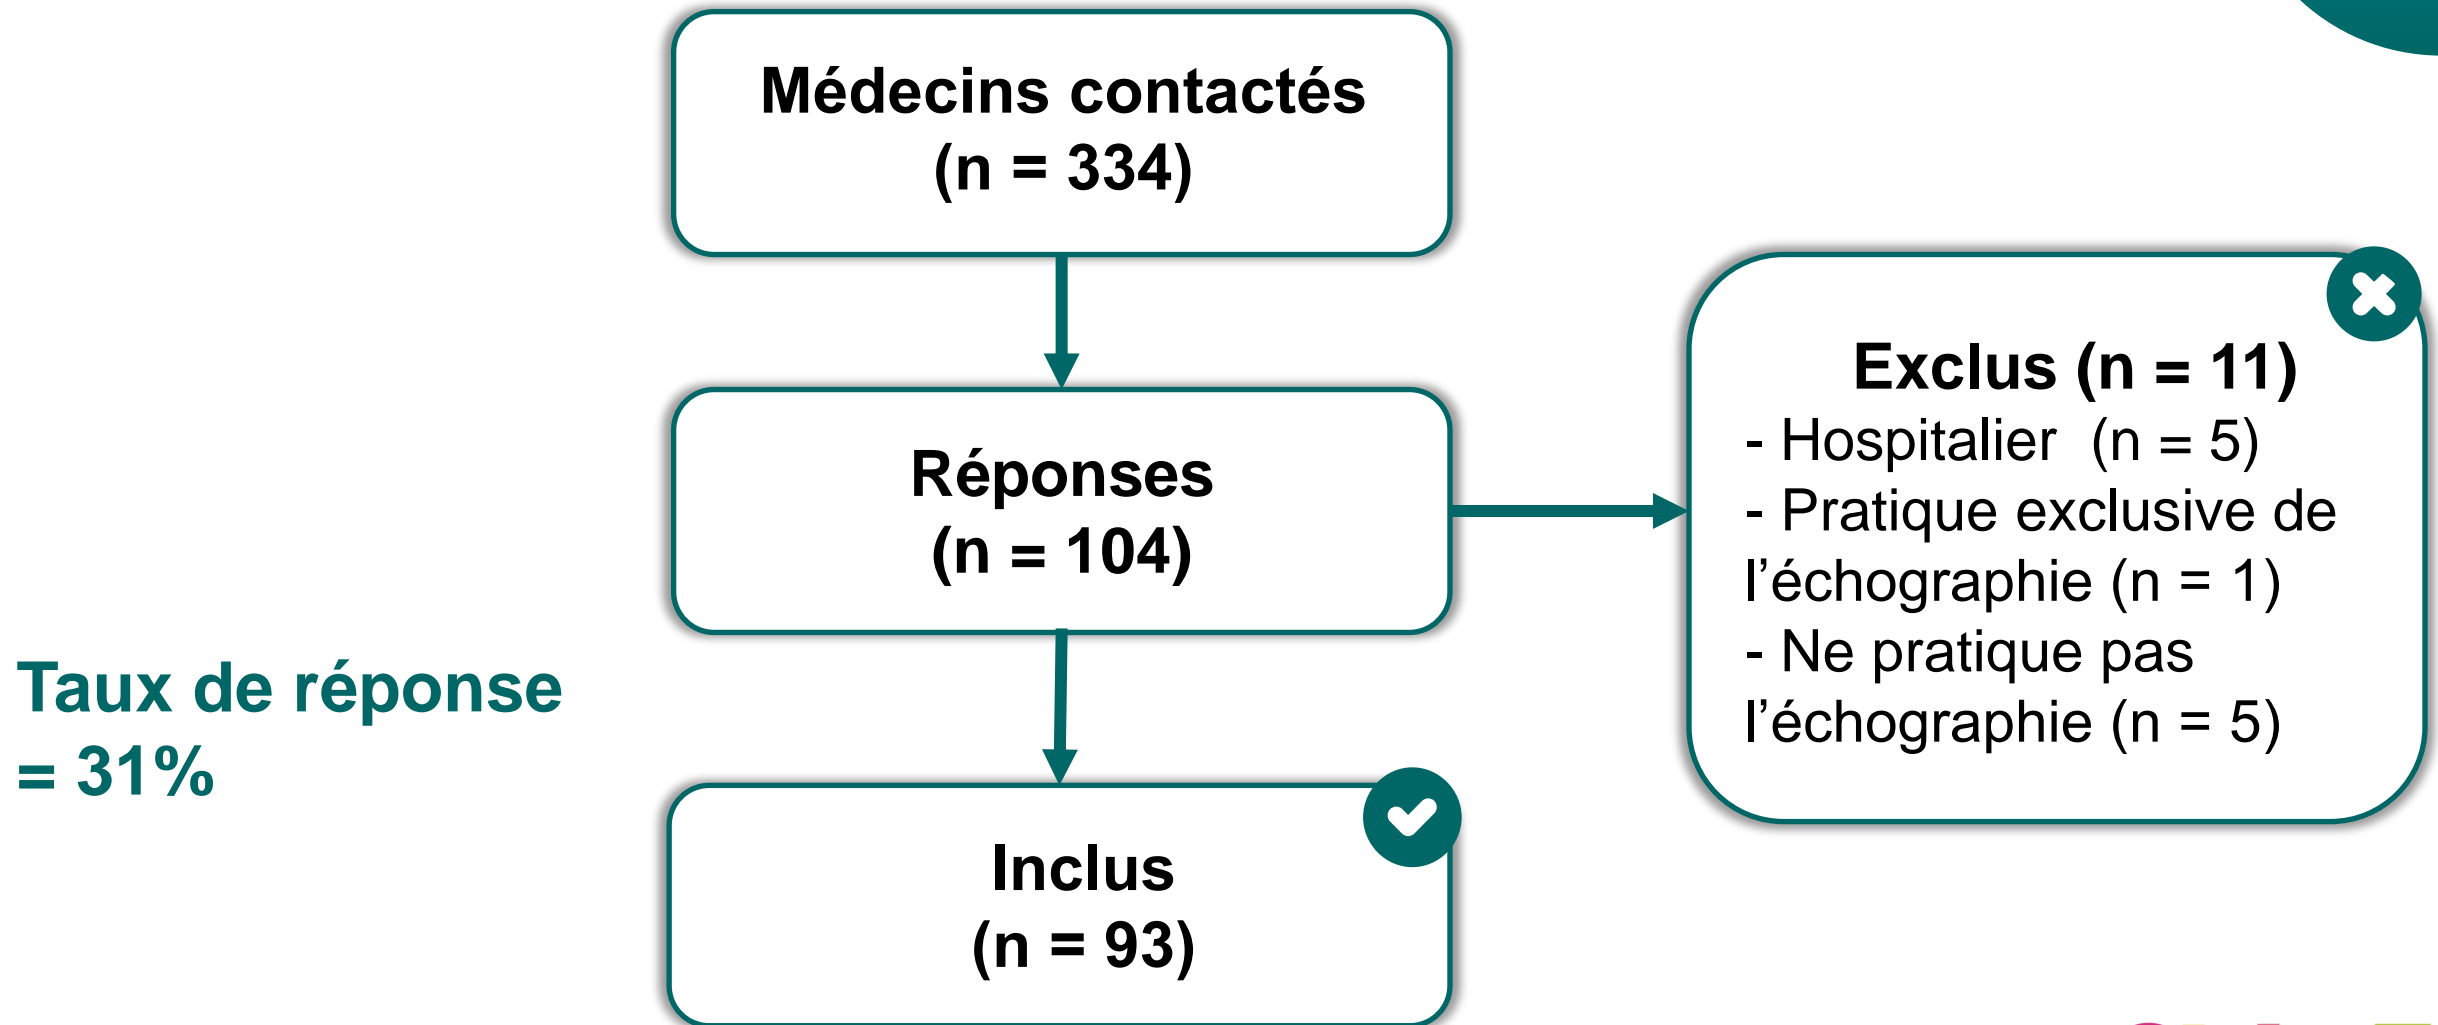 Médecins contactés
(n = 334)
Réponses
(n = 104)
Exclus (n = 11)
- Hospitalier  (n = 5)
- Pratique exclusive de
l’échographie (n = 1)
- Ne pratique pas
l’échographie (n = 5)
Taux de réponse
= 31%
Inclus
(n = 93)